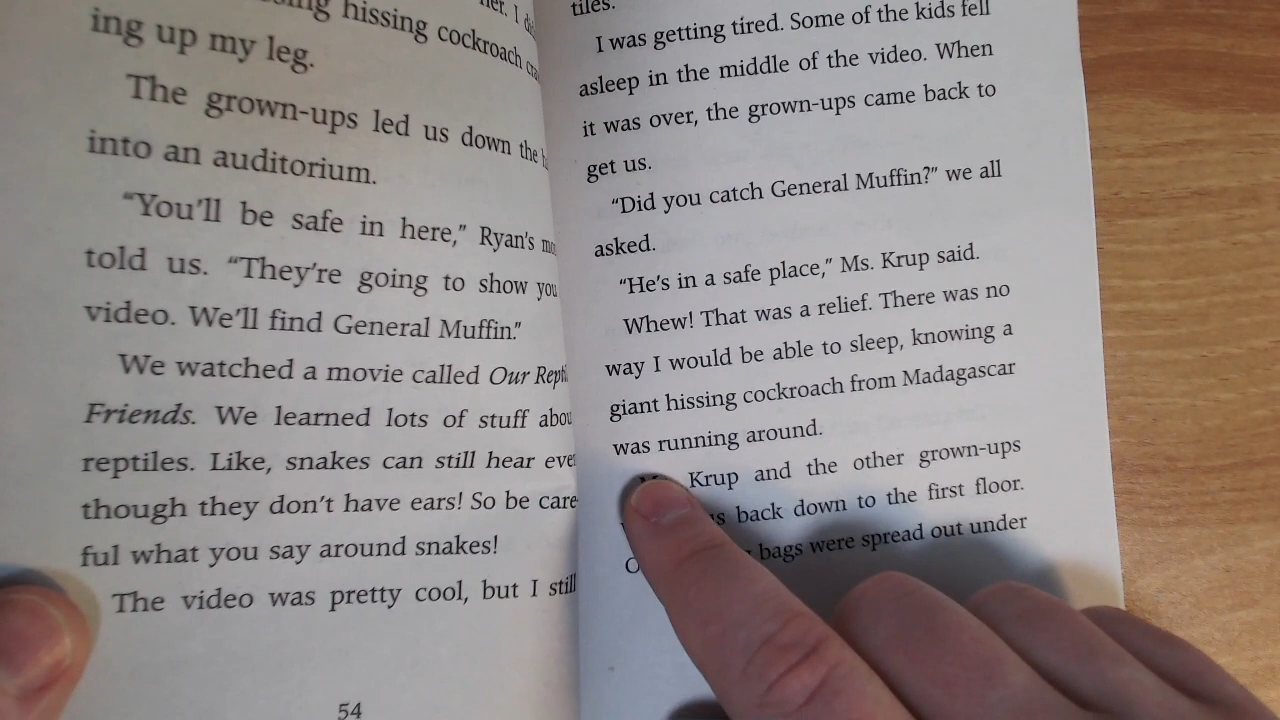 hissing cockroach
ing up my leg.
The grown-ups led us down the
into an auditorium.
“You’ll be safe in here,” Ryan’s
told us. “They’re going to show you
video. We’ll find General Muffin.”
We watched a movie called Our
Friends. We learned lots of stuff
reptiles. Like, snakes can still hear
though they don’t have ears! So be care
ful what you say around snakes!
The video was pretty cool, but I still
54
tiles.
I was getting tired. Some of the kids fell
asleep in the middle of the video. When
it was over, the grown-ups came back to
get us.
“Did you catch General Muffin?” we all
asked.
“He’s in a safe place,” Ms. Krup said.
Whew! That was a relief. There was no
way I would be able to sleep, knowing a
giant hissing cockroach from Madagascar
was running around.
Krup and the other grown-ups
us back down to the first floor.
bags were spread out under